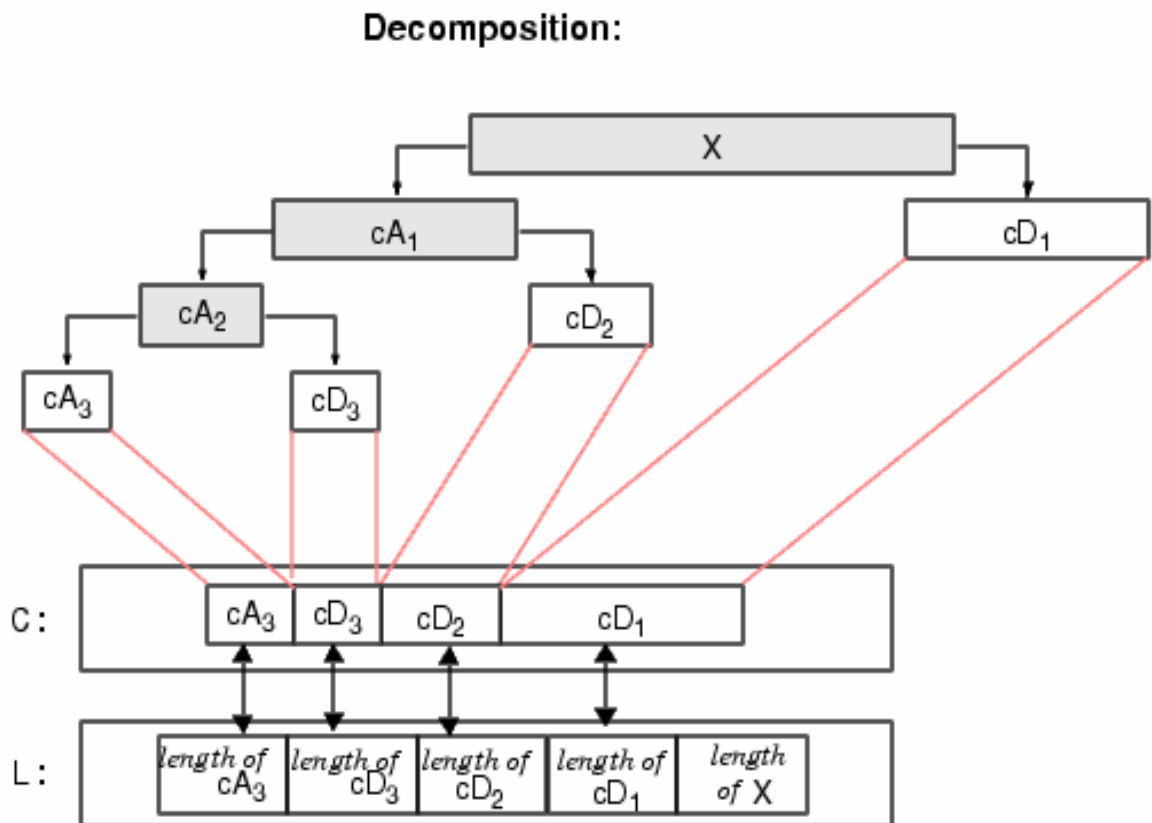 Decomposition:
X
cA₁ cD₁
cA₂ cD₂
cA₃ cD₃
C: cA₃ cD₃ cD₂ cD₁
length of length of length of length of length
L: cA₃ cD₃ cD₂ cD₁ of X